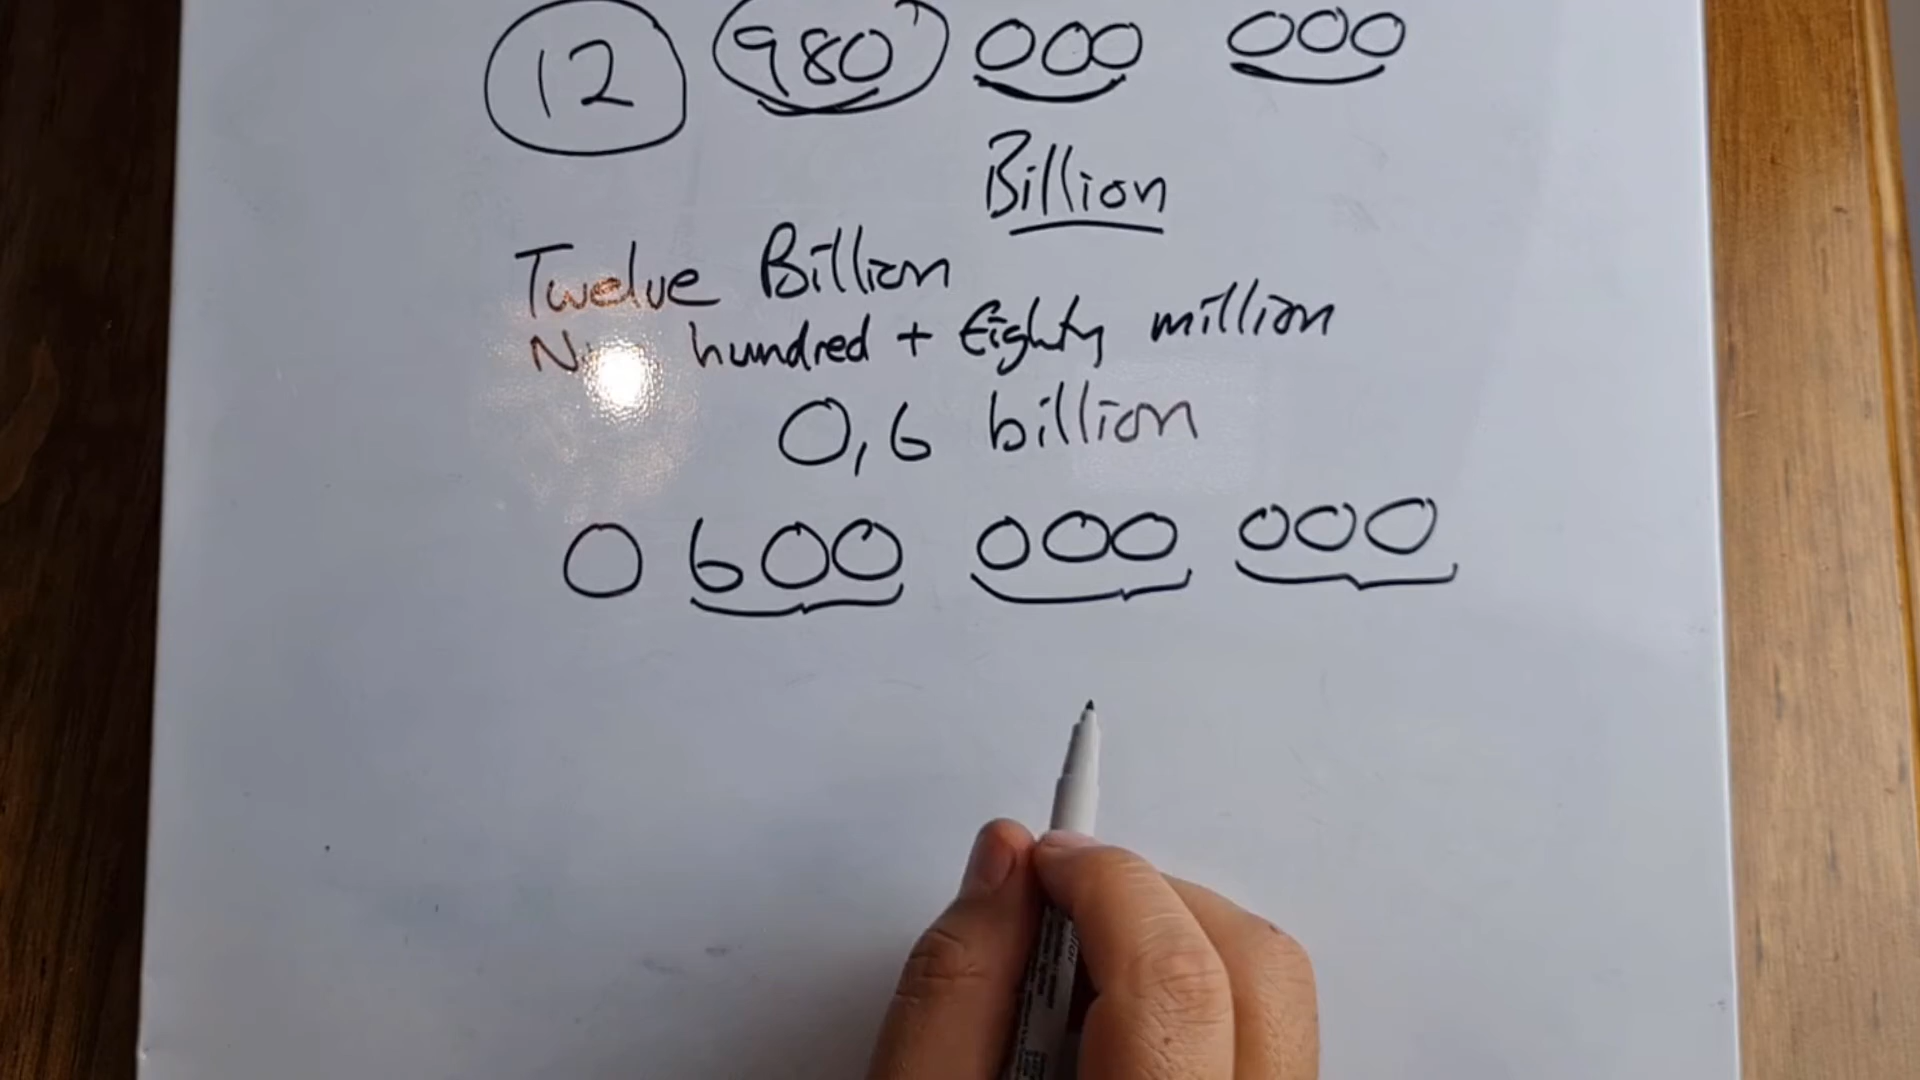 12 980 000 000
Billion
Twelve Billion
hundred + Eighty million
0,6 billion
0 600 000 000